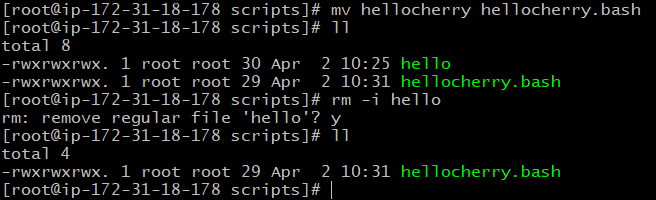 [root@ip-172-31-18-178 scripts]# mv hellocherry hellocherry.bash
[root@ip-172-31-18-178 scripts]# ll
total 8
-rwxrwxrwx. 1 root root 30 Apr  2 10:25 hello
-rwxrwxrwx. 1 root root 29 Apr  2 10:31 hellocherry.bash
[root@ip-172-31-18-178 scripts]# rm -i hello
rm: remove regular file 'hello'? y
[root@ip-172-31-18-178 scripts]# ll
total 4
-rwxrwxrwx. 1 root root 29 Apr  2 10:31 hellocherry.bash
[root@ip-172-31-18-178 scripts]#